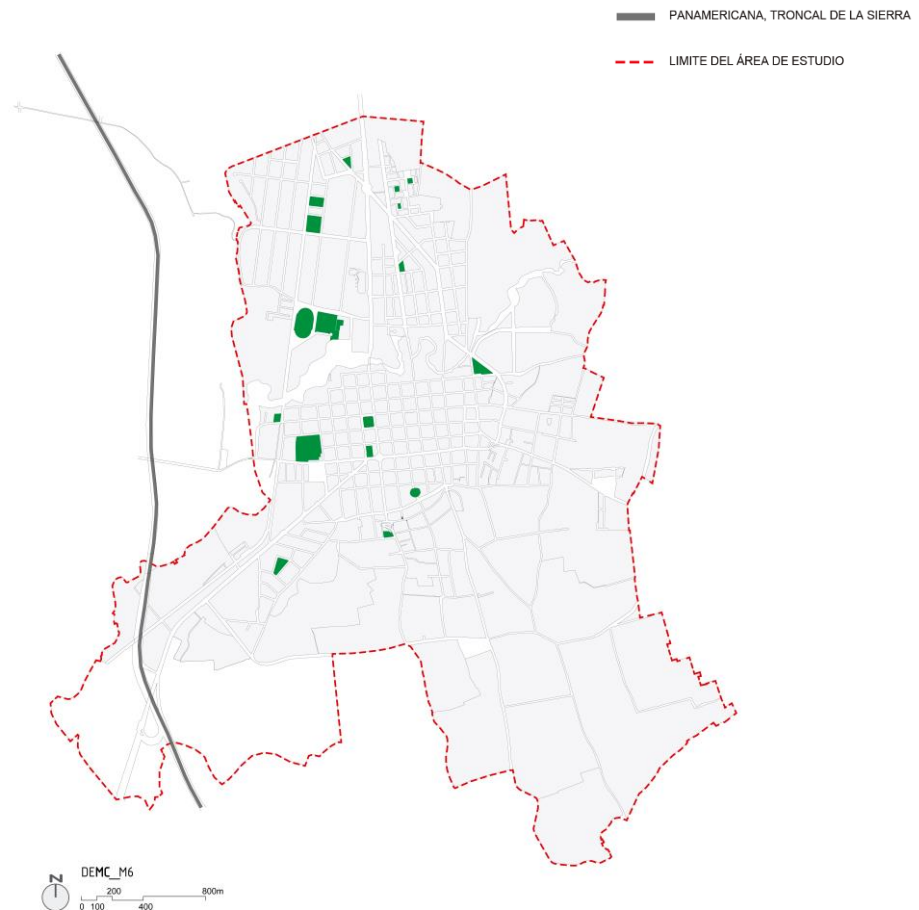 PANAMERICANA, TRONCAL DE LA SIERRA
LIMITE DEL ÁREA DE ESTUDIO
DEMC_M6
N
200 800m
0 100 400